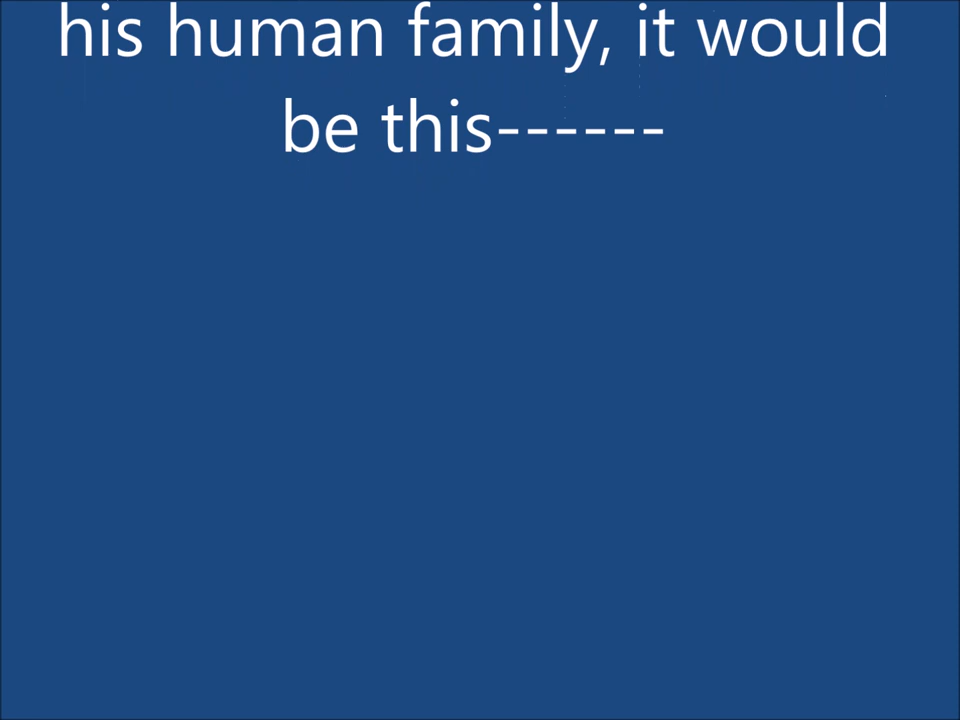 his human family, it would
be this------